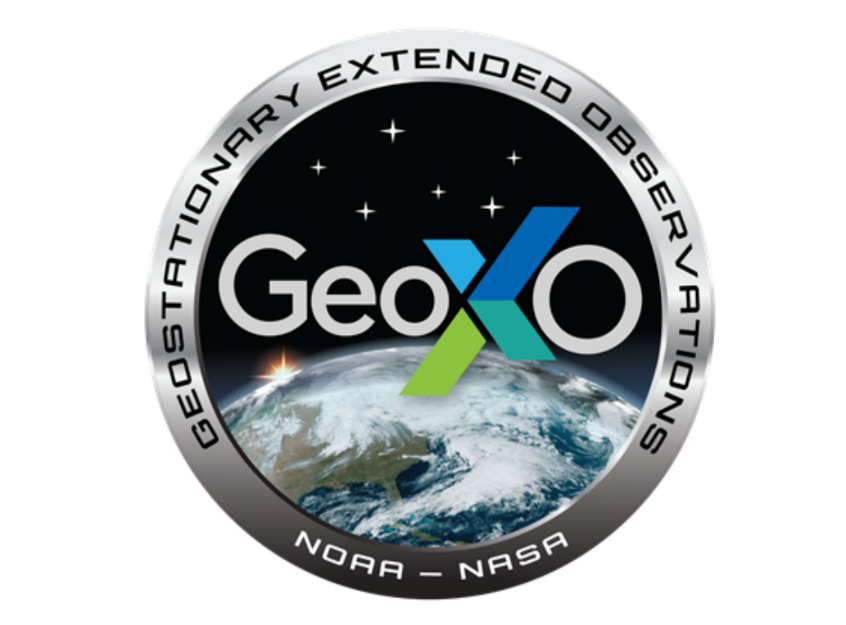 GEOSTATIONARY EXTENDED OBSERVATIONS
GeoXO
NOAA – NASA